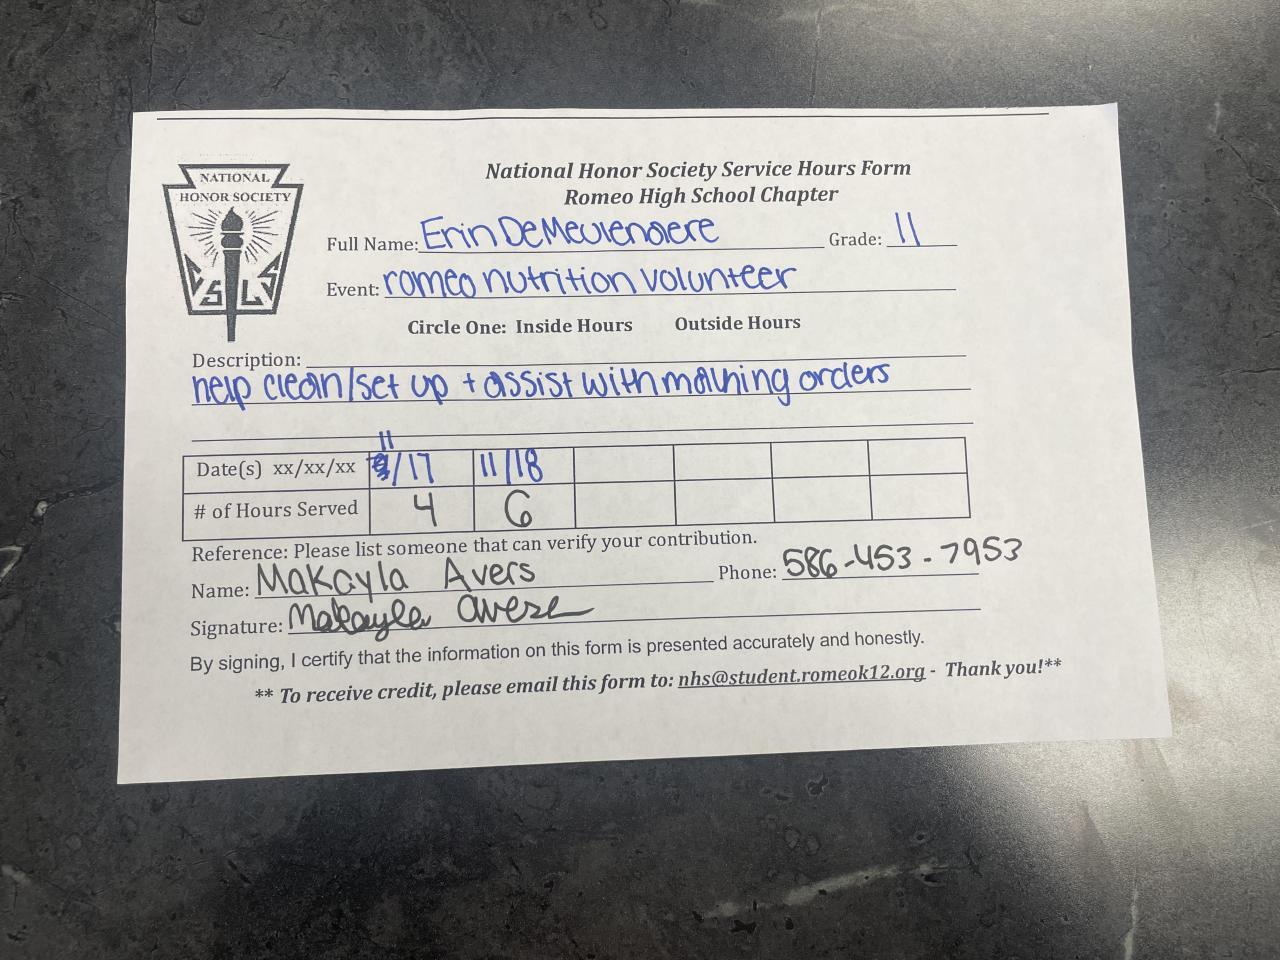 NATIONAL
HONOR SOCIETY
C S L S
National Honor Society Service Hours Form
Romeo High School Chapter
Full Name: Erin DeMeulenaere Grade: 11
Event: romeo nutrition volunteer
Circle One: Inside Hours Outside Hours
Description:
help clean/set up + assist with making orders
11
Date(s) xx/xx/xx /17 11/18
# of Hours Served 4 6
Reference: Please list someone that can verify your contribution.
Name: Makayla Avers Phone: 586-453-7953
Signature: Makayla Avers
By signing, I certify that the information on this form is presented accurately and honestly.
** To receive credit, please email this form to: nhs@student.romeok12.org - Thank you!**